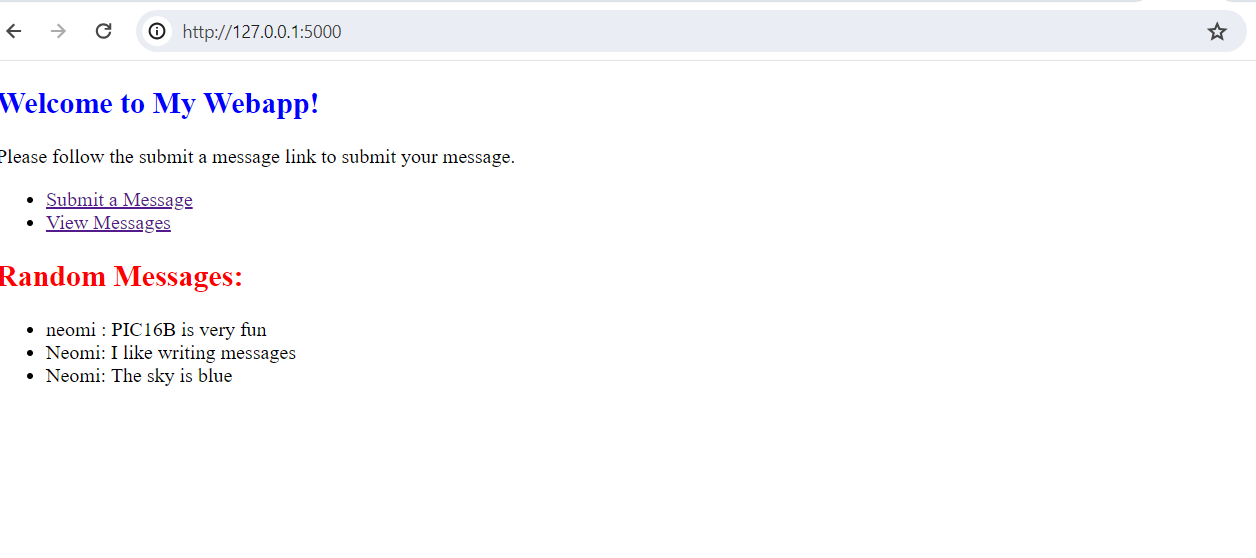 http://127.0.0.1:5000
Welcome to My Webapp!
Please follow the submit a message link to submit your message.
Submit a Message
View Messages
Random Messages:
neomi : PIC16B is very fun
Neomi: I like writing messages
Neomi: The sky is blue